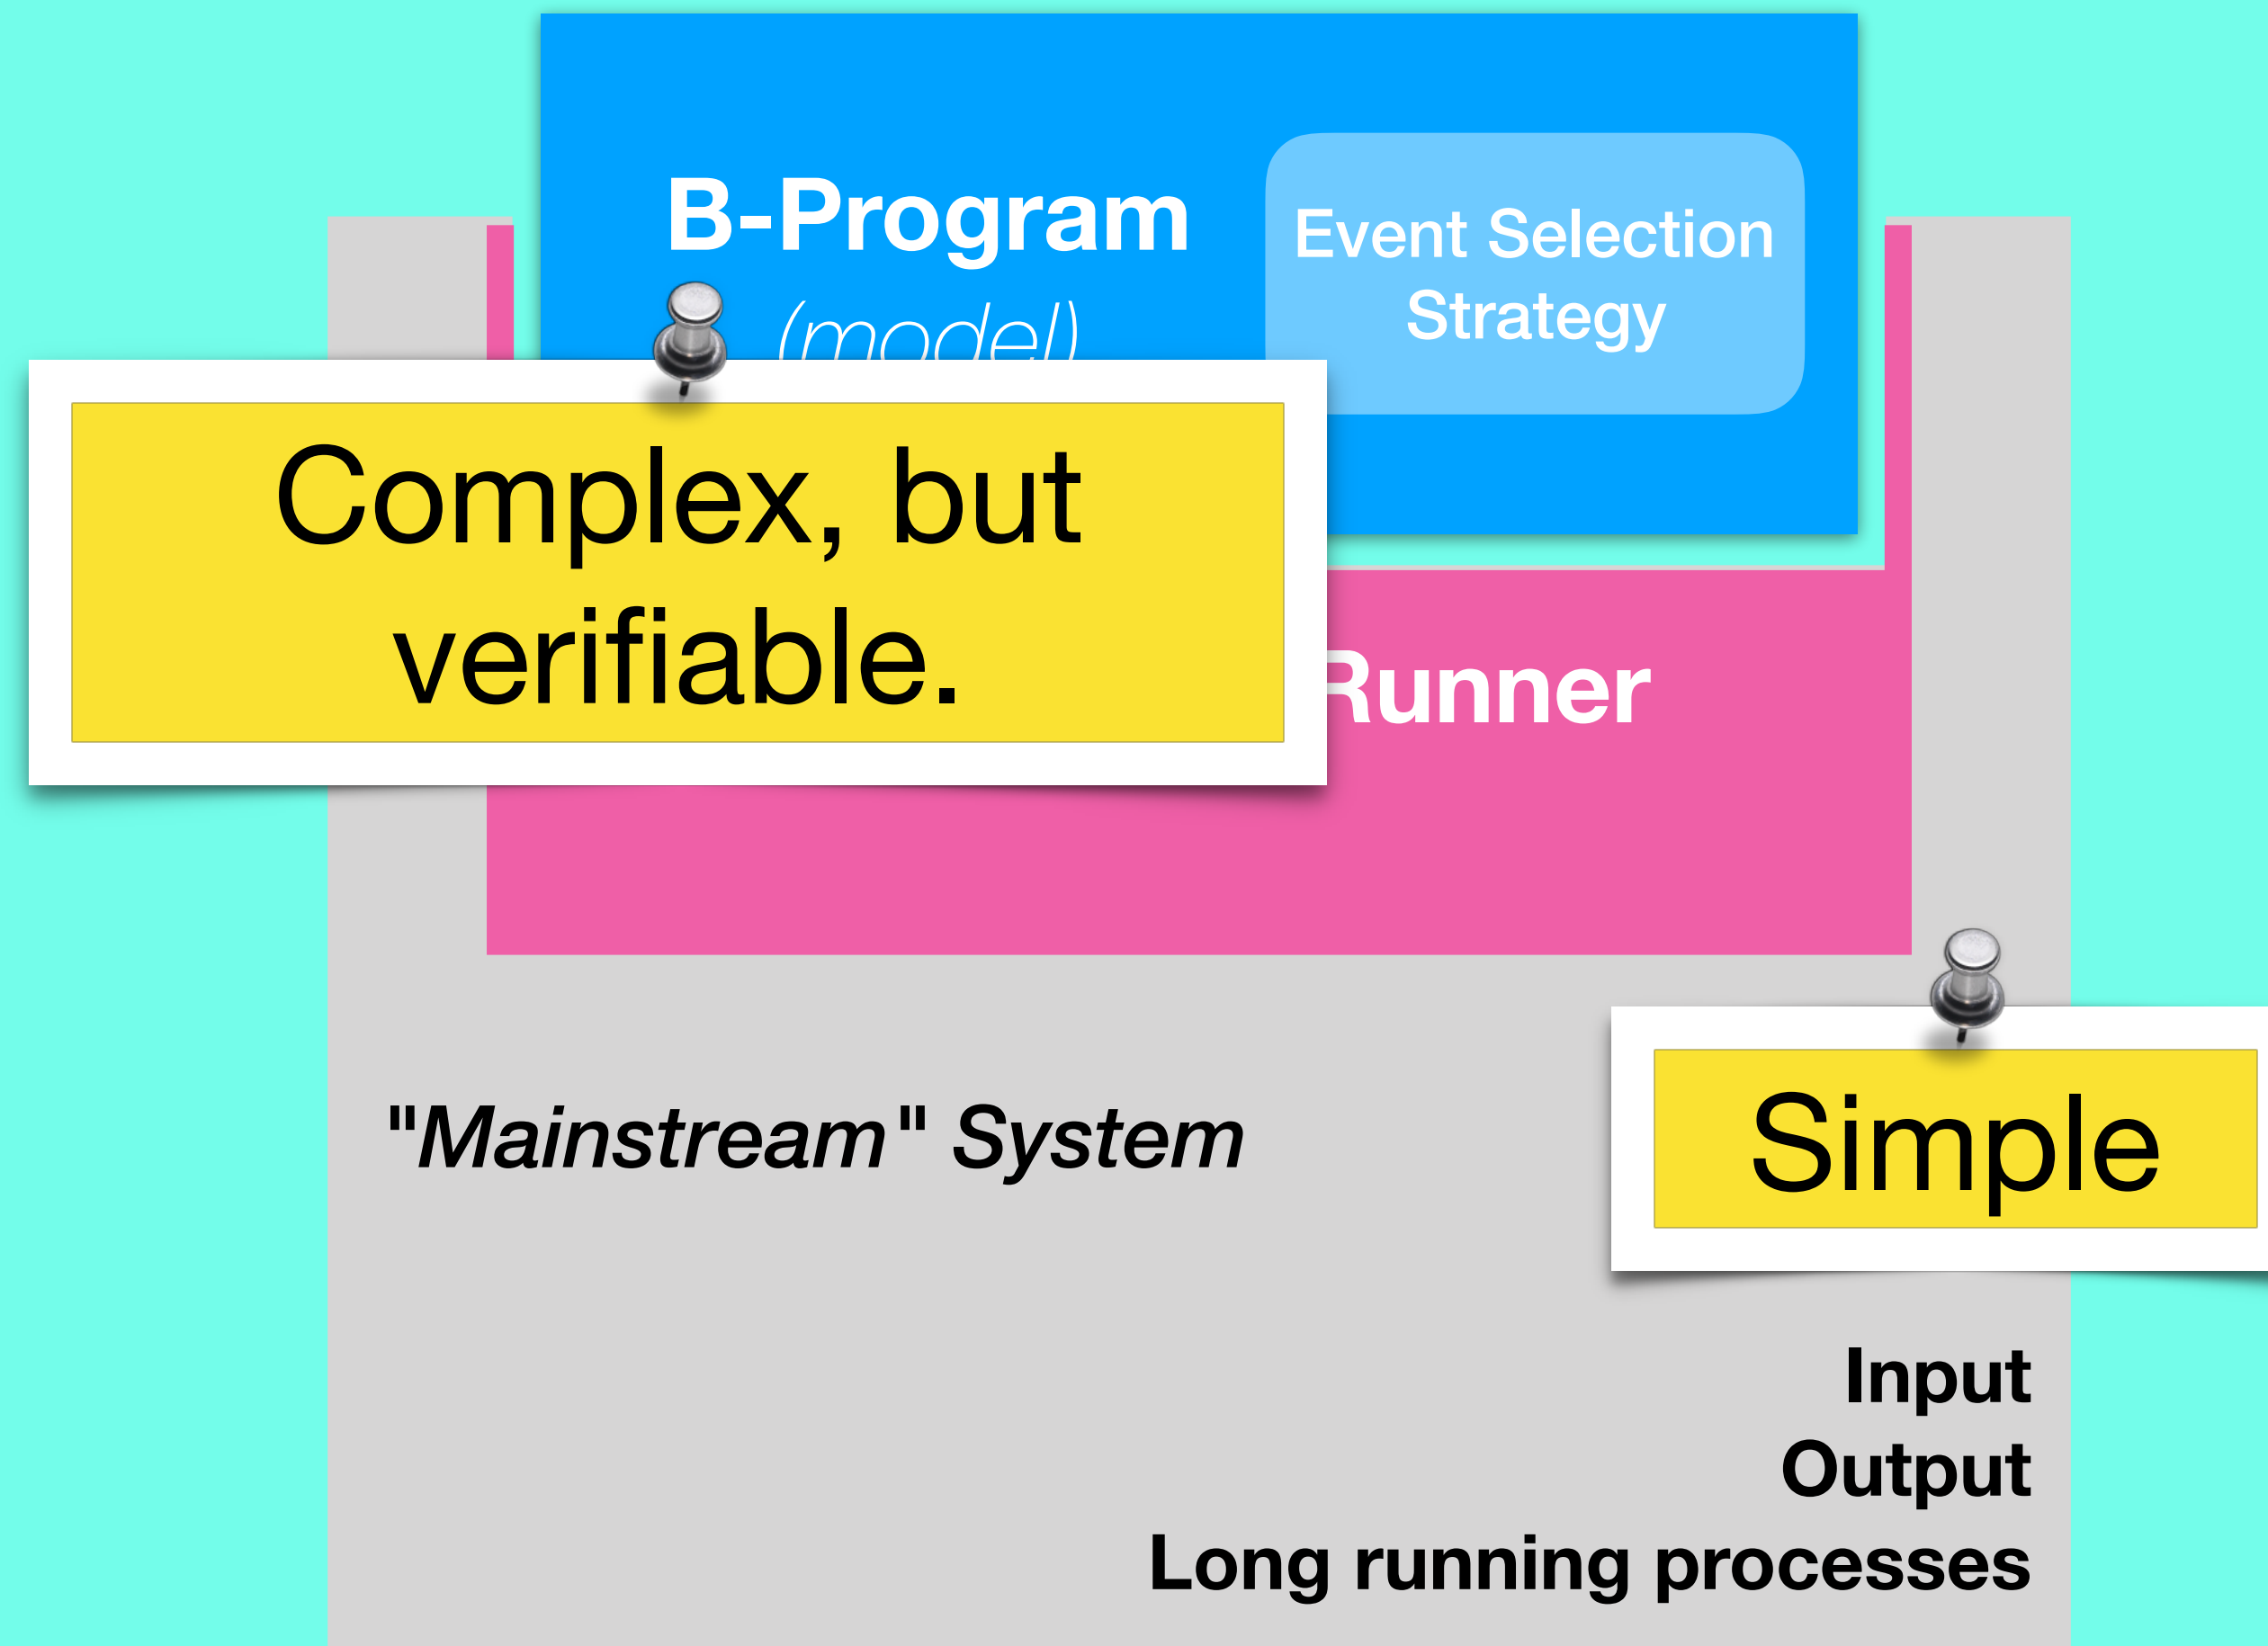 B-Program
(model)
Event Selection
Strategy
Complex, but
verifiable.
Runner
"Mainstream" System
Simple
Input
Output
Long running processes